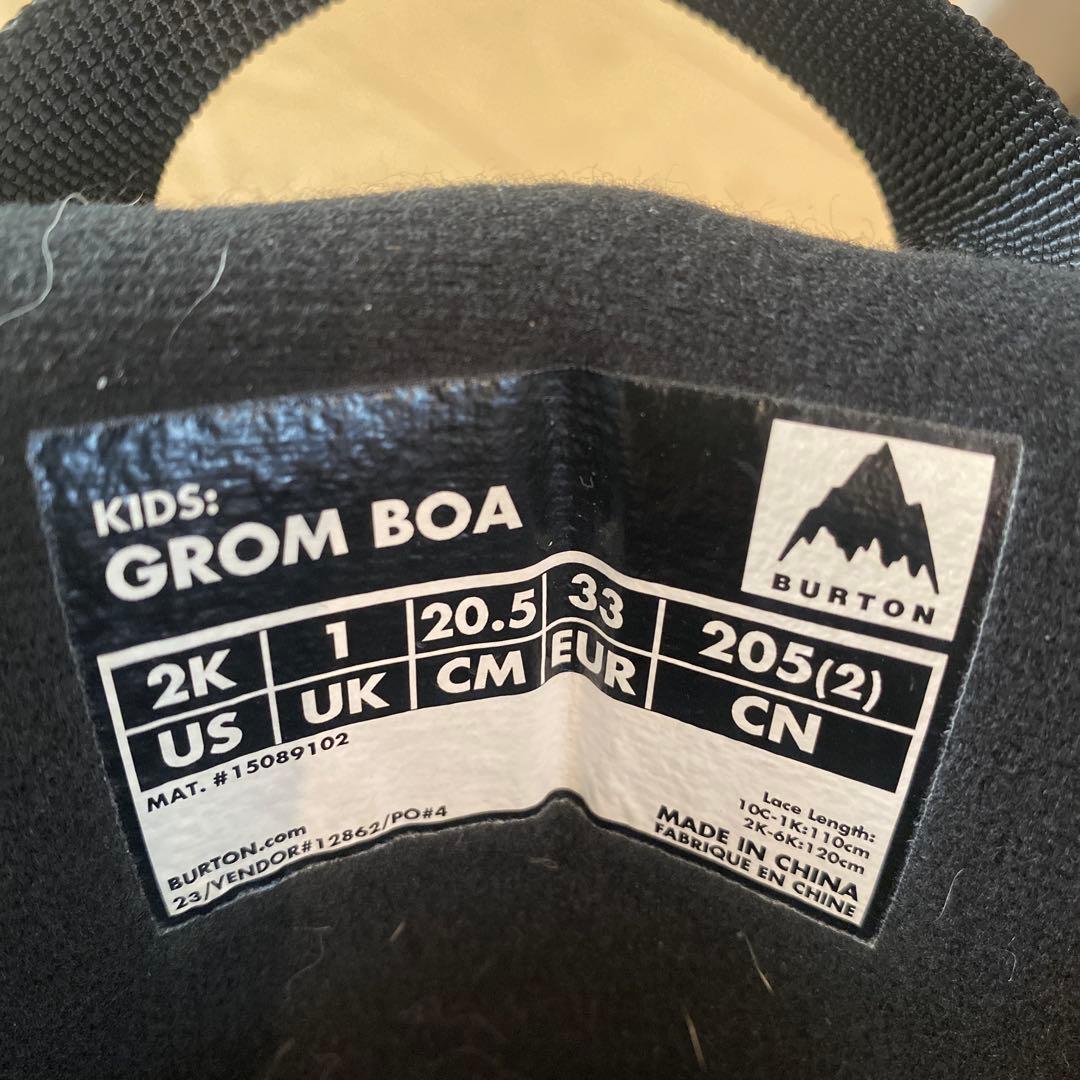 KIDS:
GROM BOA
BURTON
2K 1 20.5 33 205(2)
US UK CM EUR CN
MAT. #15089102
BURTON.com
23/VENDOR#12862/PO#4
Lace Length:
10C-1K:110cm
2K-6K:120cm
MADE IN CHINA
FABRIQUE EN CHINE